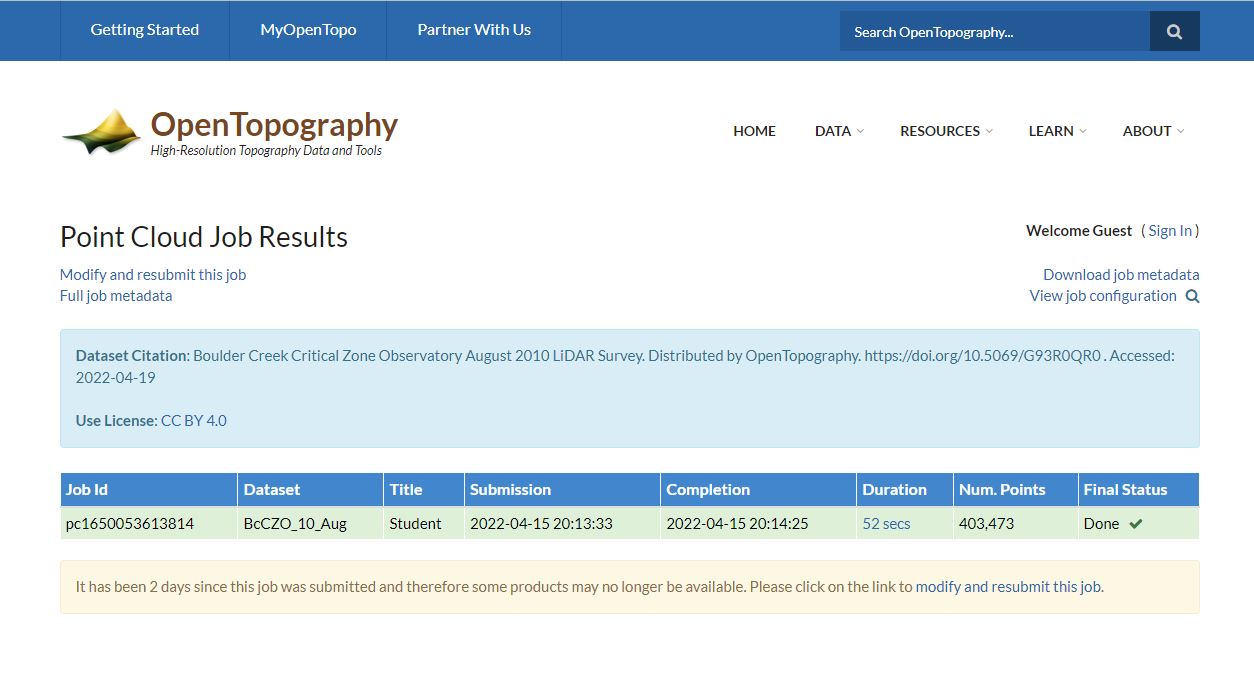 Getting Started MyOpenTopo Partner With Us Search OpenTopography...
OpenTopography
High-Resolution Topography Data and Tools
HOME DATA RESOURCES LEARN ABOUT
Point Cloud Job Results
Welcome Guest ( Sign In )
Modify and resubmit this job
Download job metadata
Full job metadata
View job configuration
Dataset Citation: Boulder Creek Critical Zone Observatory August 2010 LiDAR Survey. Distributed by OpenTopography. https://doi.org/10.5069/G93R0QR0 . Accessed:
2022-04-19
Use License: CC BY 4.0
Job Id Dataset Title Submission Completion Duration Num. Points Final Status
pc1650053613814 BcCZO_10_Aug Student 2022-04-15 20:13:33 2022-04-15 20:14:25 52 secs 403,473 Done
It has been 2 days since this job was submitted and therefore some products may no longer be available. Please click on the link to modify and resubmit this job.